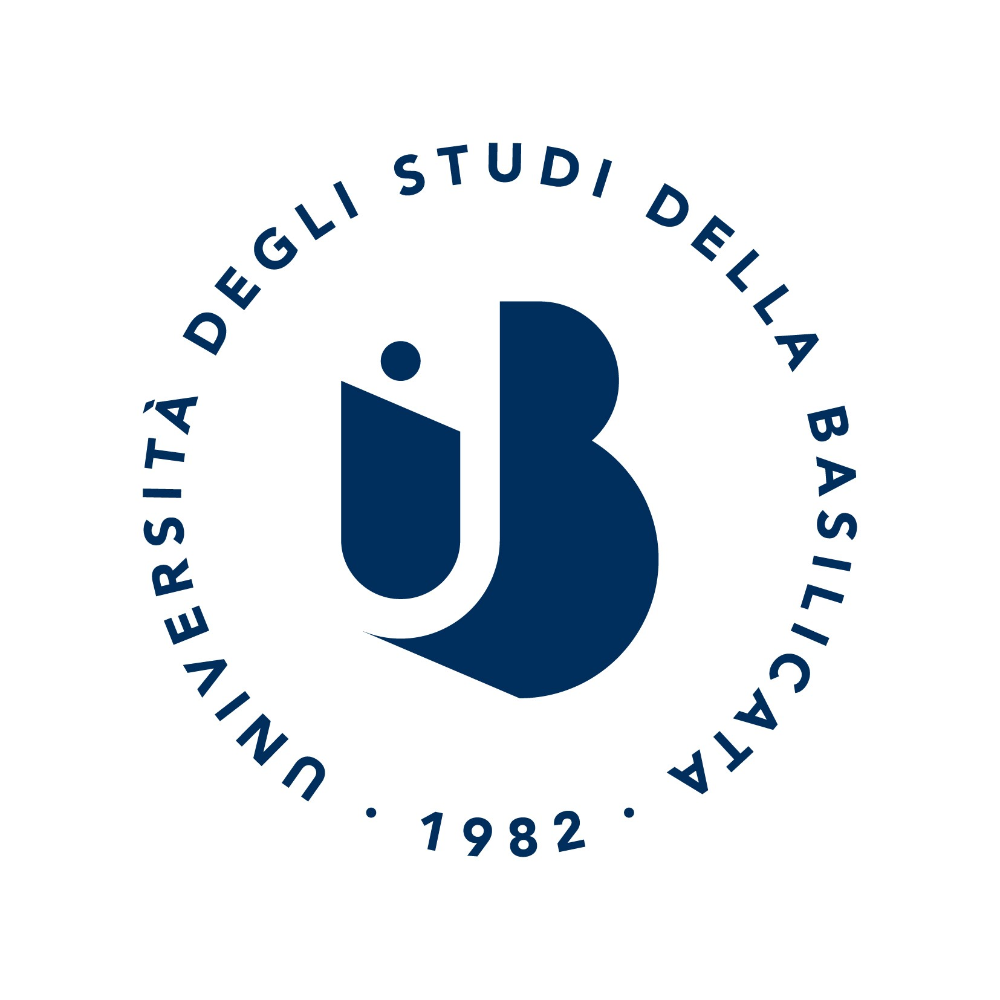 UNIVERSITÀ DEGLI STUDI DELLA BASILICATA
· 1982 ·